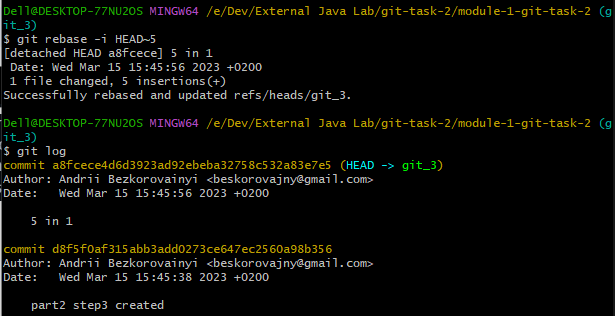 Dell@DESKTOP-77NU2OS MINGW64 /e/Dev/External Java Lab/git-task-2/module-1-git-task-2 (g
it_3)
$ git rebase -i HEAD~5
[detached HEAD a8fcece] 5 in 1
 Date: Wed Mar 15 15:45:56 2023 +0200
 1 file changed, 5 insertions(+)
Successfully rebased and updated refs/heads/git_3.
Dell@DESKTOP-77NU2OS MINGW64 /e/Dev/External Java Lab/git-task-2/module-1-git-task-2 (g
it_3)
$ git log
commit a8fcece4d6d3923ad92ebeba32758c532a83e7e5 (HEAD -> git_3)
Author: Andrii Bezkorovainyi <beskorovajny@gmail.com>
Date:   Wed Mar 15 15:45:56 2023 +0200
    5 in 1
commit d8f5f0af315abb3add0273ce647ec2560a98b356
Author: Andrii Bezkorovainyi <beskorovajny@gmail.com>
Date:   Wed Mar 15 15:45:38 2023 +0200
    part2 step3 created